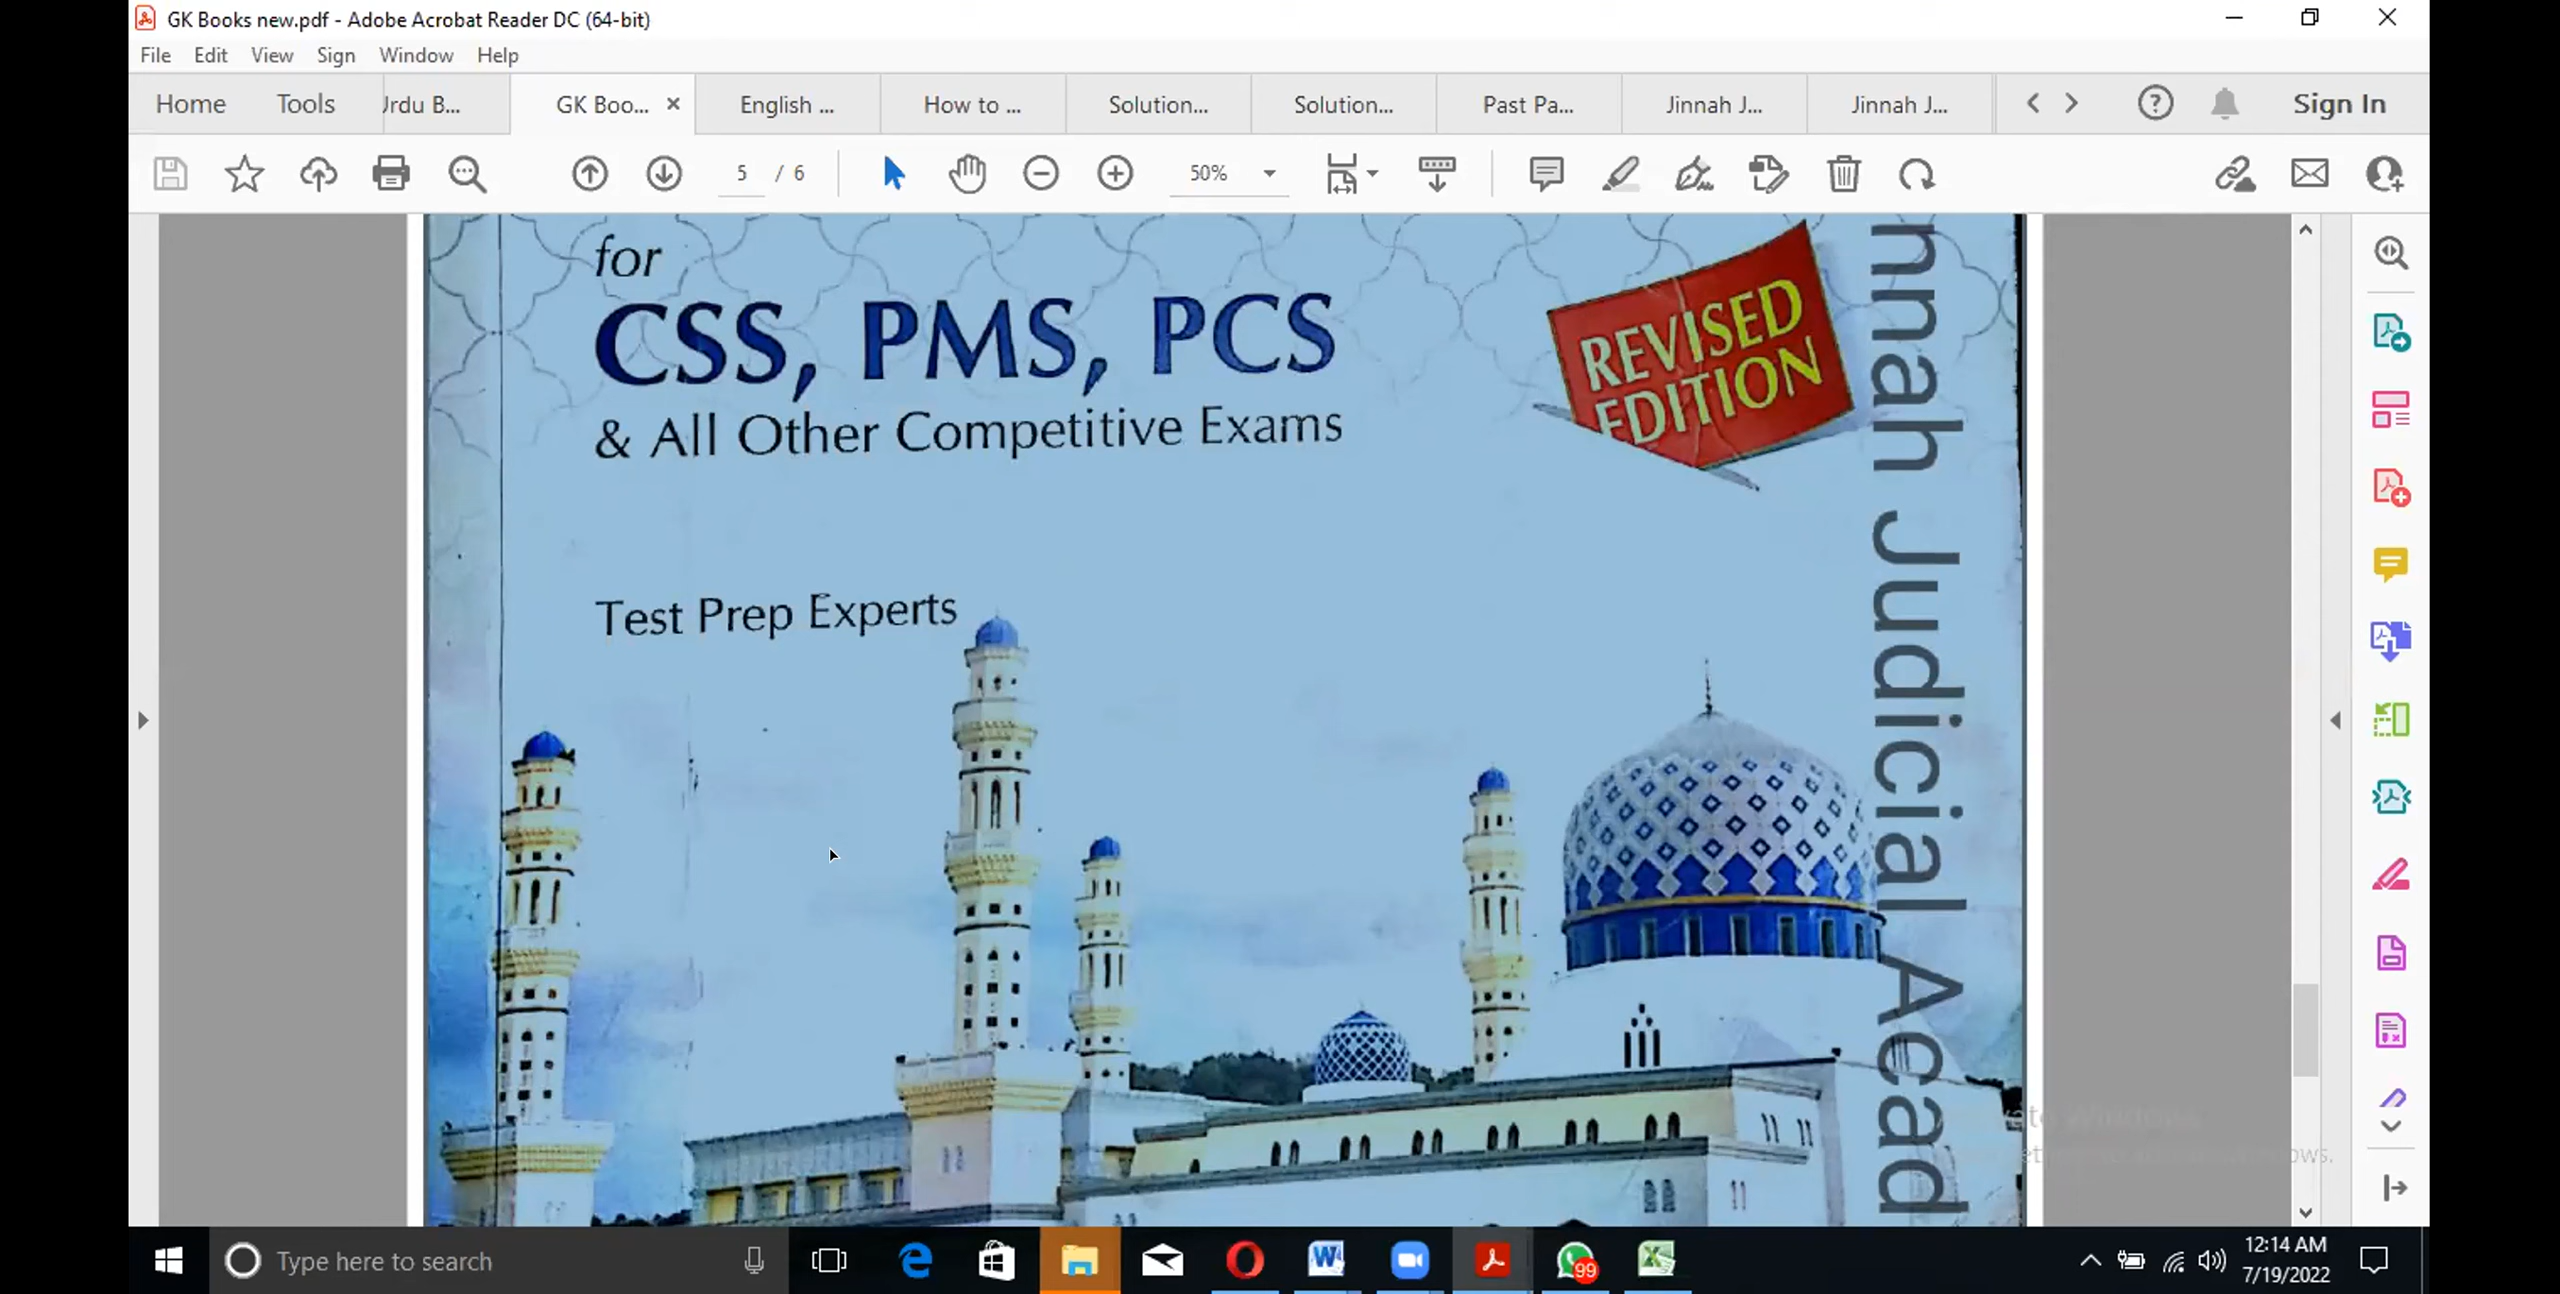 GK Books new.pdf - Adobe Acrobat Reader DC (64-bit)
File Edit View Sign Window Help
Home Tools Urdu B... GK Boo... English ... How to ... Solution... Solution... Past Pa... Jinnah J... Jinnah J... Sign In
5 / 6 50%
for
CSS, PMS, PCS
& All Other Competitive Exams
REVISED
EDITION
Test Prep Experts
nnah Judicial Acad
Type here to search
99
12:14 AM
7/19/2022